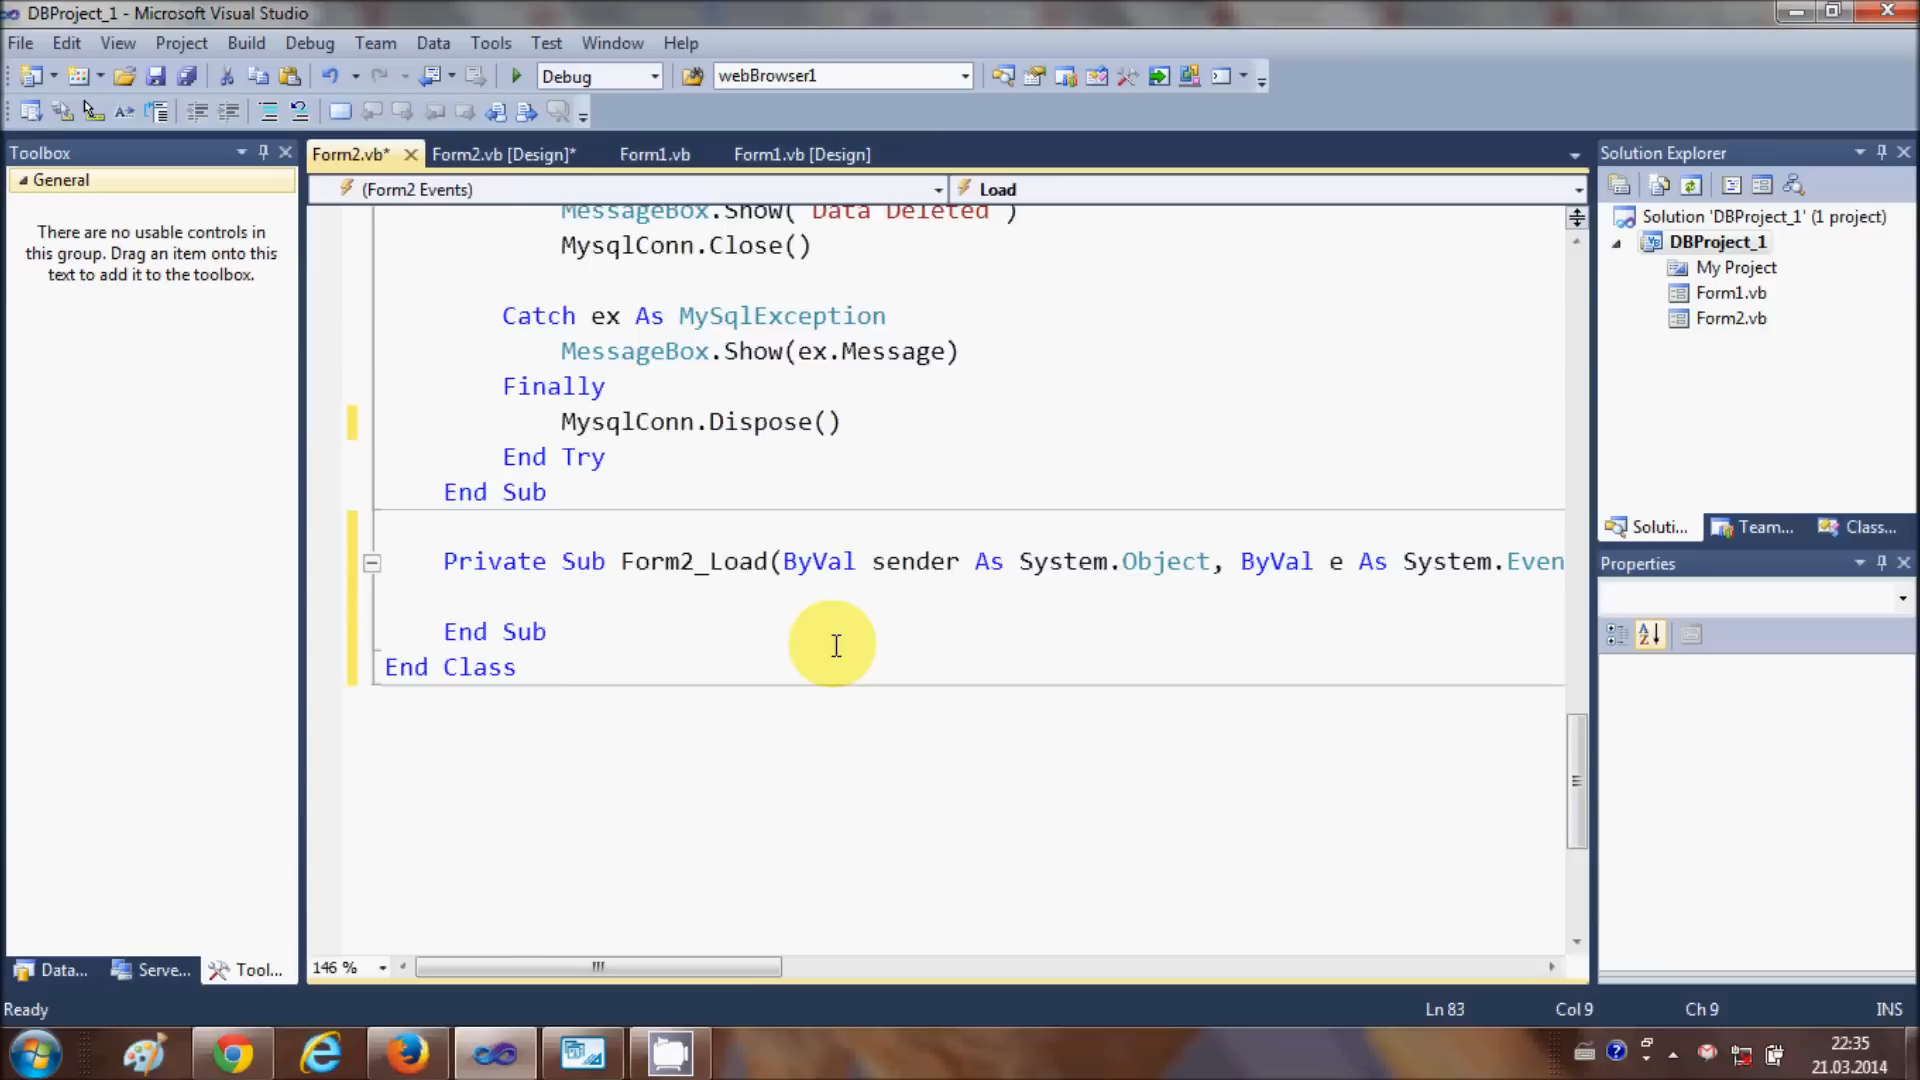 DBProject_1 - Microsoft Visual Studio
File Edit View Project Build Debug Team Data Tools Test Window Help
Debug webBrowser1
Toolbox
General
There are no usable controls in
this group. Drag an item onto this
text to add it to the toolbox.
Data... Serve... Tool...
Form2.vb* Form2.vb [Design]* Form1.vb Form1.vb [Design]
(Form2 Events) Load
MessageBox.Show("Data Deleted")
MysqlConn.Close()
Catch ex As MySqlException
MessageBox.Show(ex.Message)
Finally
MysqlConn.Dispose()
End Try
End Sub
Private Sub Form2_Load(ByVal sender As System.Object, ByVal e As System.Even
End Sub
End Class
146 %
Solution Explorer
Solution 'DBProject_1' (1 project)
DBProject_1
My Project
Form1.vb
Form2.vb
Soluti... Team... Class...
Properties
Ready Ln 83 Col 9 Ch 9 INS
22:35
21.03.2014